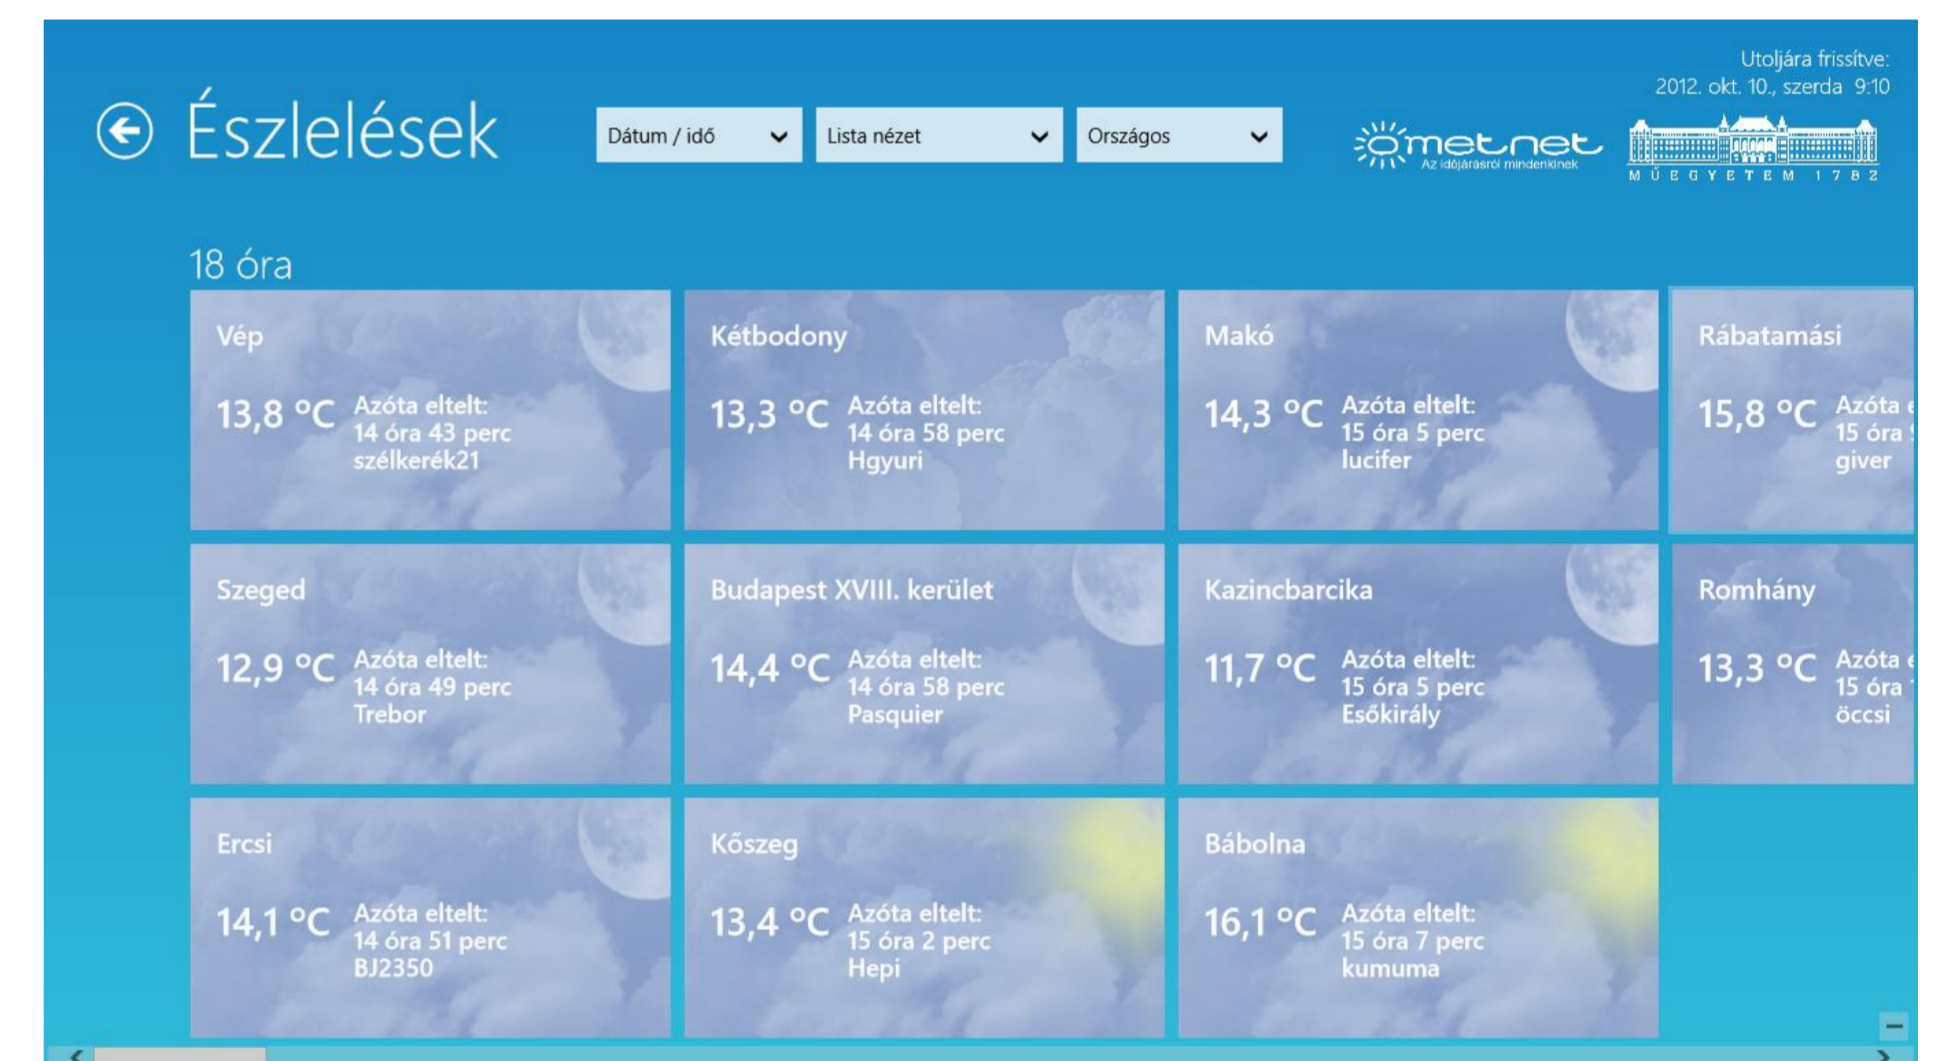 Utoljára frissítve:
2012. okt. 10., szerda 9:10
Észlelések
Dátum / idő
Lista nézet
Országos
met.net
Az időjárásról mindenkinek
MŰEGYETEM 1782
18 óra
Vép
13,8 °C
Azóta eltelt:
14 óra 43 perc
szélkerék21
Kétbodony
13,3 °C
Azóta eltelt:
14 óra 58 perc
Hgyuri
Makó
14,3 °C
Azóta eltelt:
15 óra 5 perc
lucifer
Rábatamási
15,8 °C
Azóta
15 óra
giver
Szeged
12,9 °C
Azóta eltelt:
14 óra 49 perc
Trebor
Budapest XVIII. kerület
14,4 °C
Azóta eltelt:
14 óra 58 perc
Pasquier
Kazincbarcika
11,7 °C
Azóta eltelt:
15 óra 5 perc
Esőkirály
Romhány
13,3 °C
Azóta
15 óra
öccsi
Ercsi
14,1 °C
Azóta eltelt:
14 óra 51 perc
BJ2350
Kőszeg
13,4 °C
Azóta eltelt:
15 óra 2 perc
Hepi
Bábolna
16,1 °C
Azóta eltelt:
15 óra 7 perc
kumuma